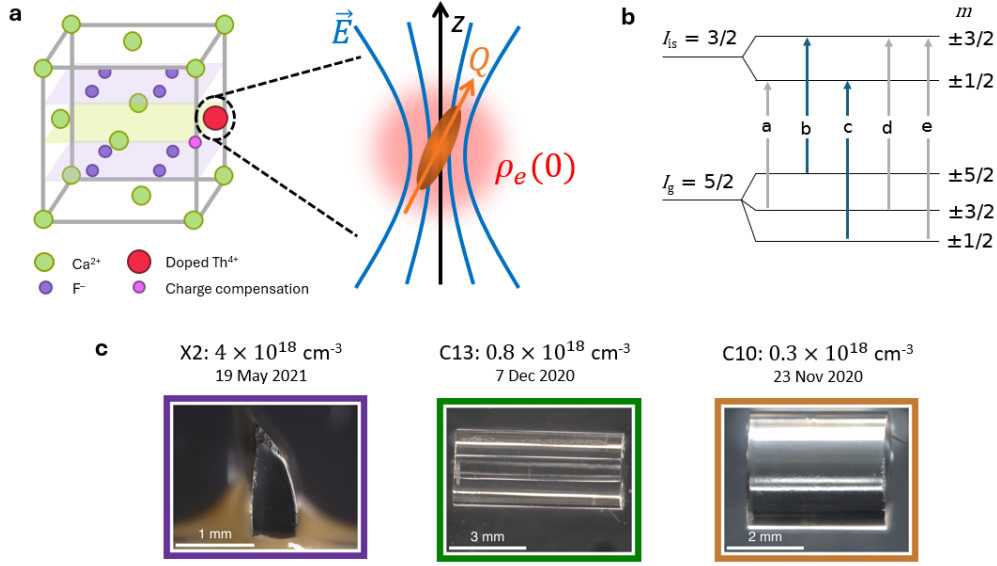 a
E⃗
z
Q
ρₑ(0)
Ca²⁺
Doped Th⁴⁺
F⁻
Charge compensation
b
m
I_is = 3/2
±3/2
±1/2
a b c d e
I_g = 5/2
±5/2
±3/2
±1/2
c
X2: 4 × 10¹⁸ cm⁻³
19 May 2021
C13: 0.8 × 10¹⁸ cm⁻³
7 Dec 2020
C10: 0.3 × 10¹⁸ cm⁻³
23 Nov 2020
1 mm
3 mm
2 mm